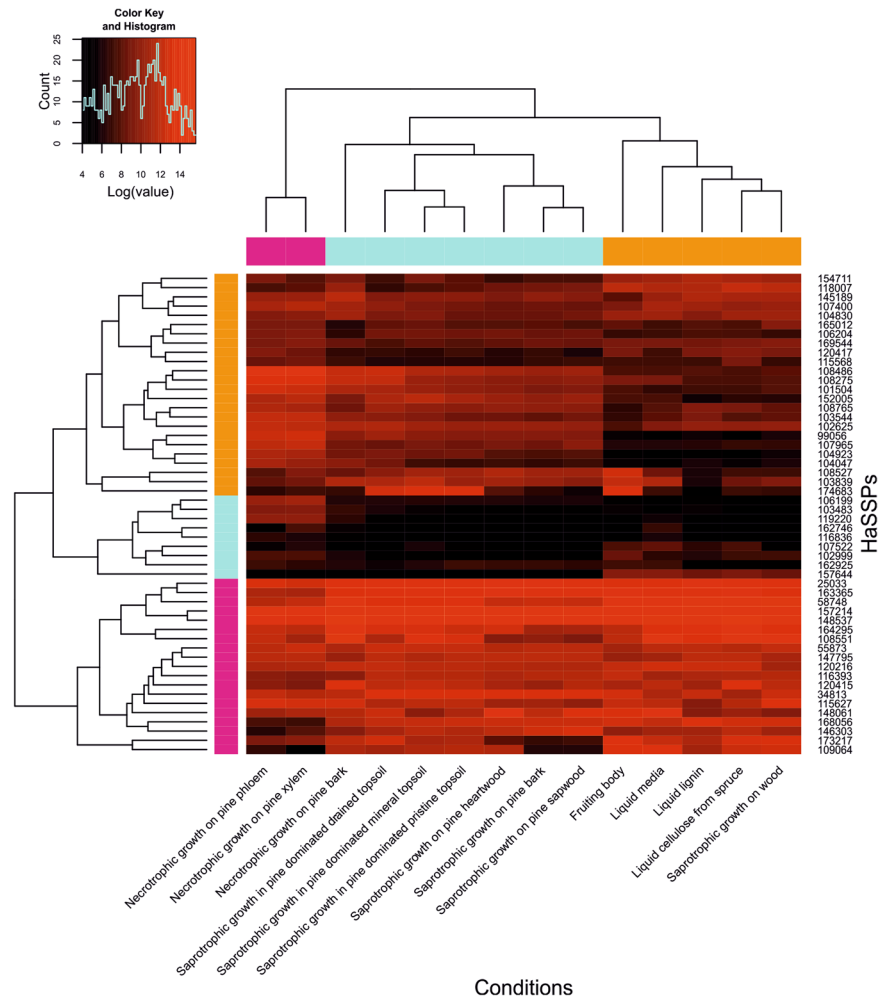 Color Key
and Histogram
Count
0 5 10 15 20 25
4 6 8 10 12 14
Log(value)
154711
118007
145189
107400
104830
165012
106204
169544
120417
115568
108486
108275
101504
152005
108765
103544
102625
99056
107965
104923
104047
108527
103839
174683
106199
103483
119220
162746
116836
107522
102999
162925
157644
25033
163365
58748
157214
148537
164295
108551
55873
147795
120216
116393
120415
34813
115627
148061
168056
146303
173217
109064
HaSSPs
Necrotrophic growth on pine phloem
Necrotrophic growth on pine xylem
Necrotrophic growth on pine bark
Saprotrophic growth in pine dominated drained topsoil
Saprotrophic growth in pine dominated mineral topsoil
Saprotrophic growth in pine dominated pristine topsoil
Saprotrophic growth on pine heartwood
Saprotrophic growth on pine bark
Saprotrophic growth on pine sapwood
Fruiting body
Liquid media
Liquid lignin
Liquid cellulose from spruce
Saprotrophic growth on wood
Conditions